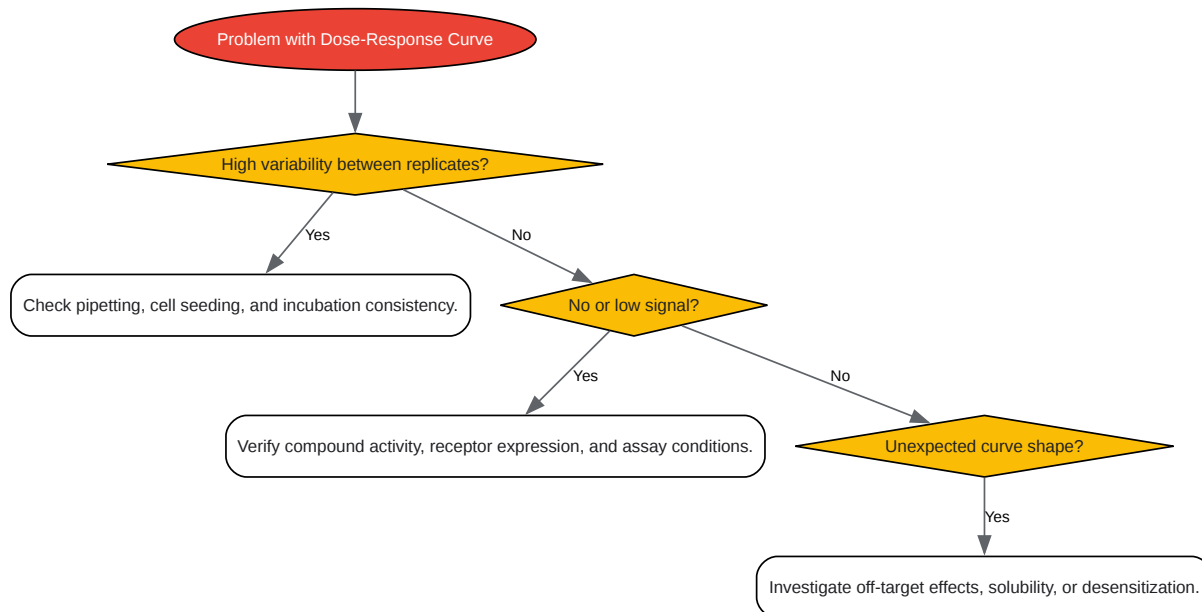 Problem with Dose-Response Curve
High variability between replicates?
Yes
No
Check pipetting, cell seeding, and incubation consistency.
No or low signal?
Yes
No
Verify compound activity, receptor expression, and assay conditions.
Unexpected curve shape?
Yes
Investigate off-target effects, solubility, or desensitization.